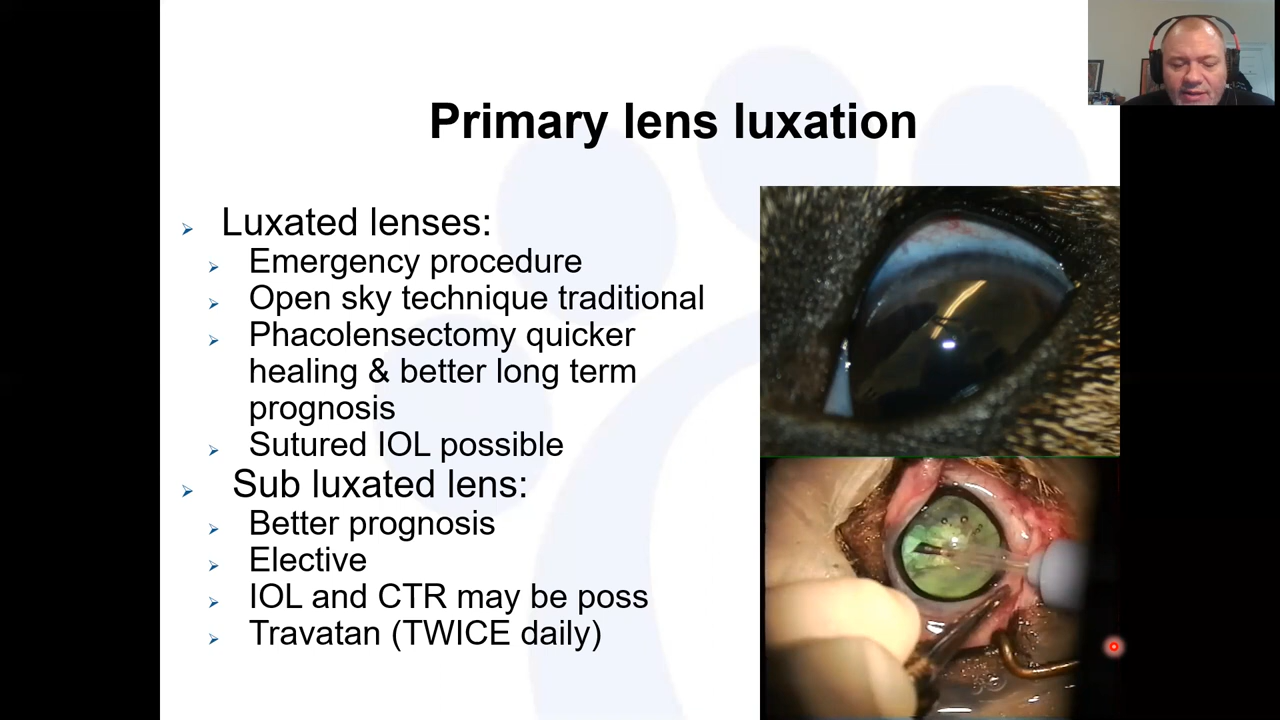 Primary lens luxation
Luxated lenses:
Emergency procedure
Open sky technique traditional
Phacolensectomy quicker
healing & better long term
prognosis
Sutured IOL possible
Sub luxated lens:
Better prognosis
Elective
IOL and CTR may be poss
Travatan (TWICE daily)